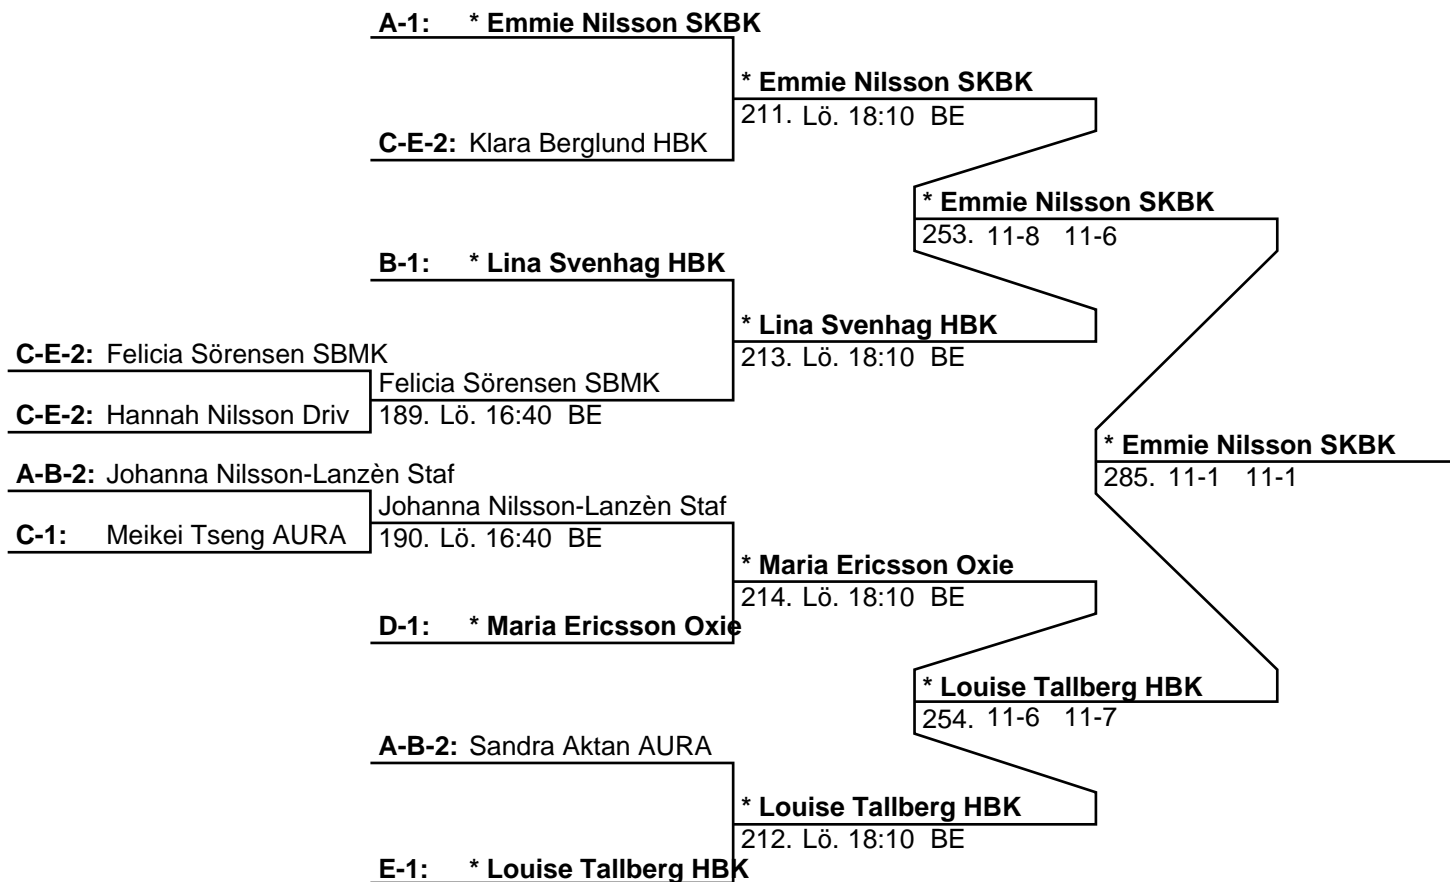 A-1: * Emmie Nilsson SKBK
* Emmie Nilsson SKBK
211. Lö. 18:10 BE
C-E-2: Klara Berglund HBK
* Emmie Nilsson SKBK
253. 11-8 11-6
B-1: * Lina Svenhag HBK
* Lina Svenhag HBK
213. Lö. 18:10 BE
C-E-2: Felicia Sörensen SBMK
Felicia Sörensen SBMK
C-E-2: Hannah Nilsson Driv
189. Lö. 16:40 BE
* Emmie Nilsson SKBK
285. 11-1 11-1
A-B-2: Johanna Nilsson-Lanzèn Staf
Johanna Nilsson-Lanzèn Staf
C-1: Meikei Tseng AURA
190. Lö. 16:40 BE
* Maria Ericsson Oxie
214. Lö. 18:10 BE
D-1: * Maria Ericsson Oxie
* Louise Tallberg HBK
254. 11-6 11-7
A-B-2: Sandra Aktan AURA
* Louise Tallberg HBK
212. Lö. 18:10 BE
E-1: * Louise Tallberg HBK